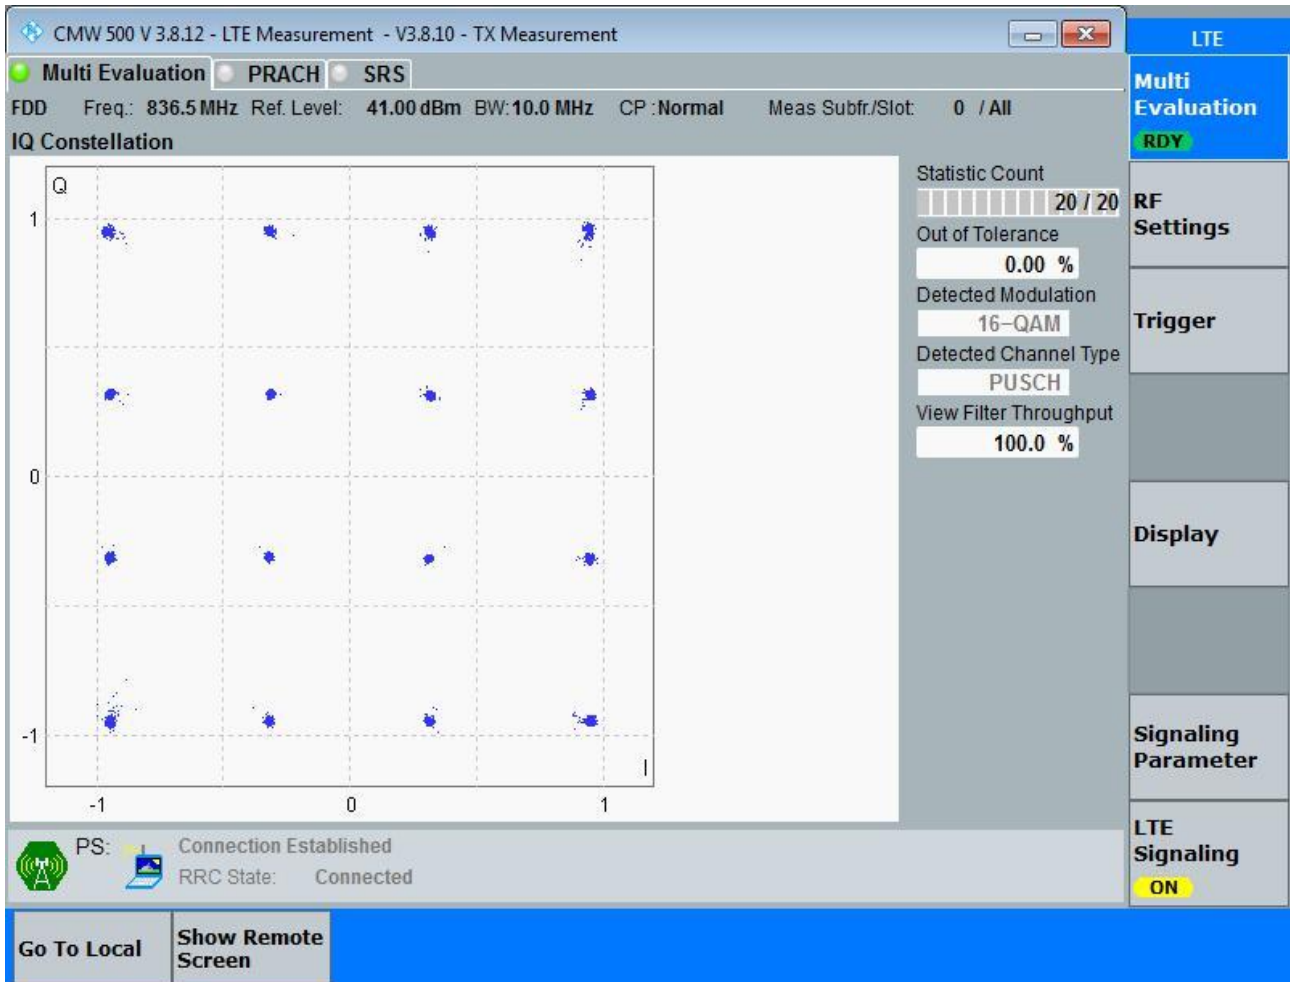 CMW 500 V 3.8.12 - LTE Measurement - V3.8.10 - TX Measurement
LTE
Multi Evaluation PRACH SRS
FDD Freq.: 836.5 MHz Ref. Level: 41.00 dBm BW: 10.0 MHz CP : Normal Meas Subfr./Slot: 0 / All
IQ Constellation
Q
1
0
-1
I
-1 0 1
Statistic Count
20 / 20
Out of Tolerance
0.00 %
Detected Modulation
16-QAM
Detected Channel Type
PUSCH
View Filter Throughput
100.0 %
Multi
Evaluation
RDY
RF
Settings
Trigger
Display
Signaling
Parameter
LTE
Signaling
ON
PS: Connection Established
RRC State: Connected
Go To Local
Show Remote
Screen